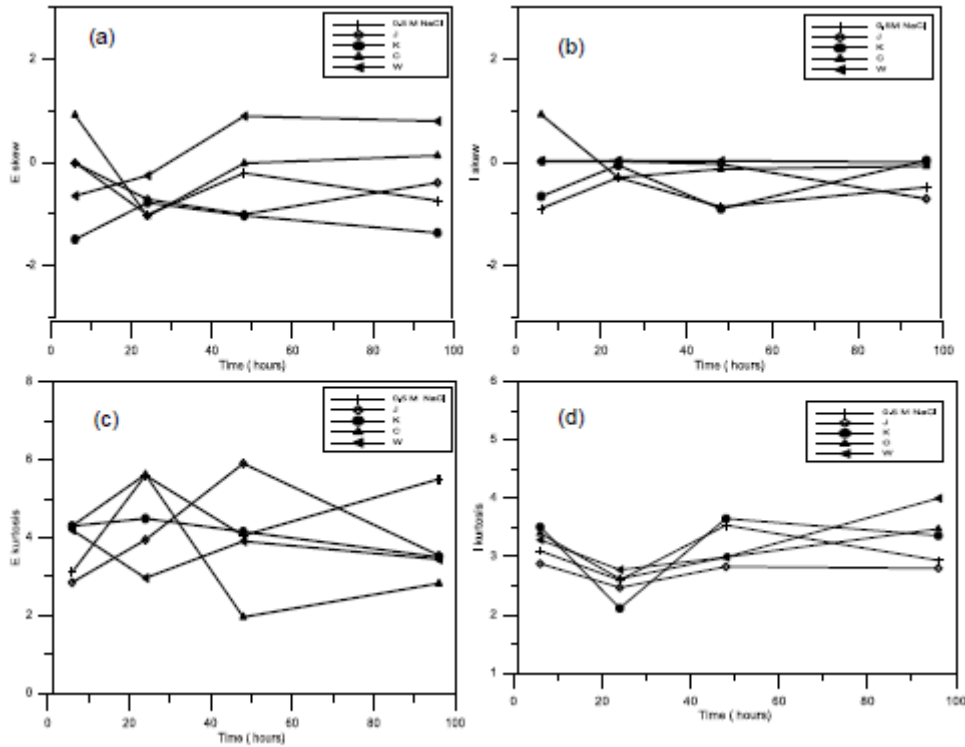 (a)
0,5 M NaCl
J
K
C
W
2
0
-2
E skew
0 20 40 60 80 100
Time ( hours)
(b)
0,5M NaCl
J
K
C
W
2
0
-2
I skew
0 20 40 60 80 100
Time ( hours)
(c)
0,5 M NaCl
J
K
C
W
8
6
4
2
0
E kurtosis
0 20 40 60 80 100
Time ( hours)
(d)
0,5 M NaCl
J
K
C
W
6
5
4
3
2
1
I kurtosis
0 20 40 60 80 100
Time ( hours)